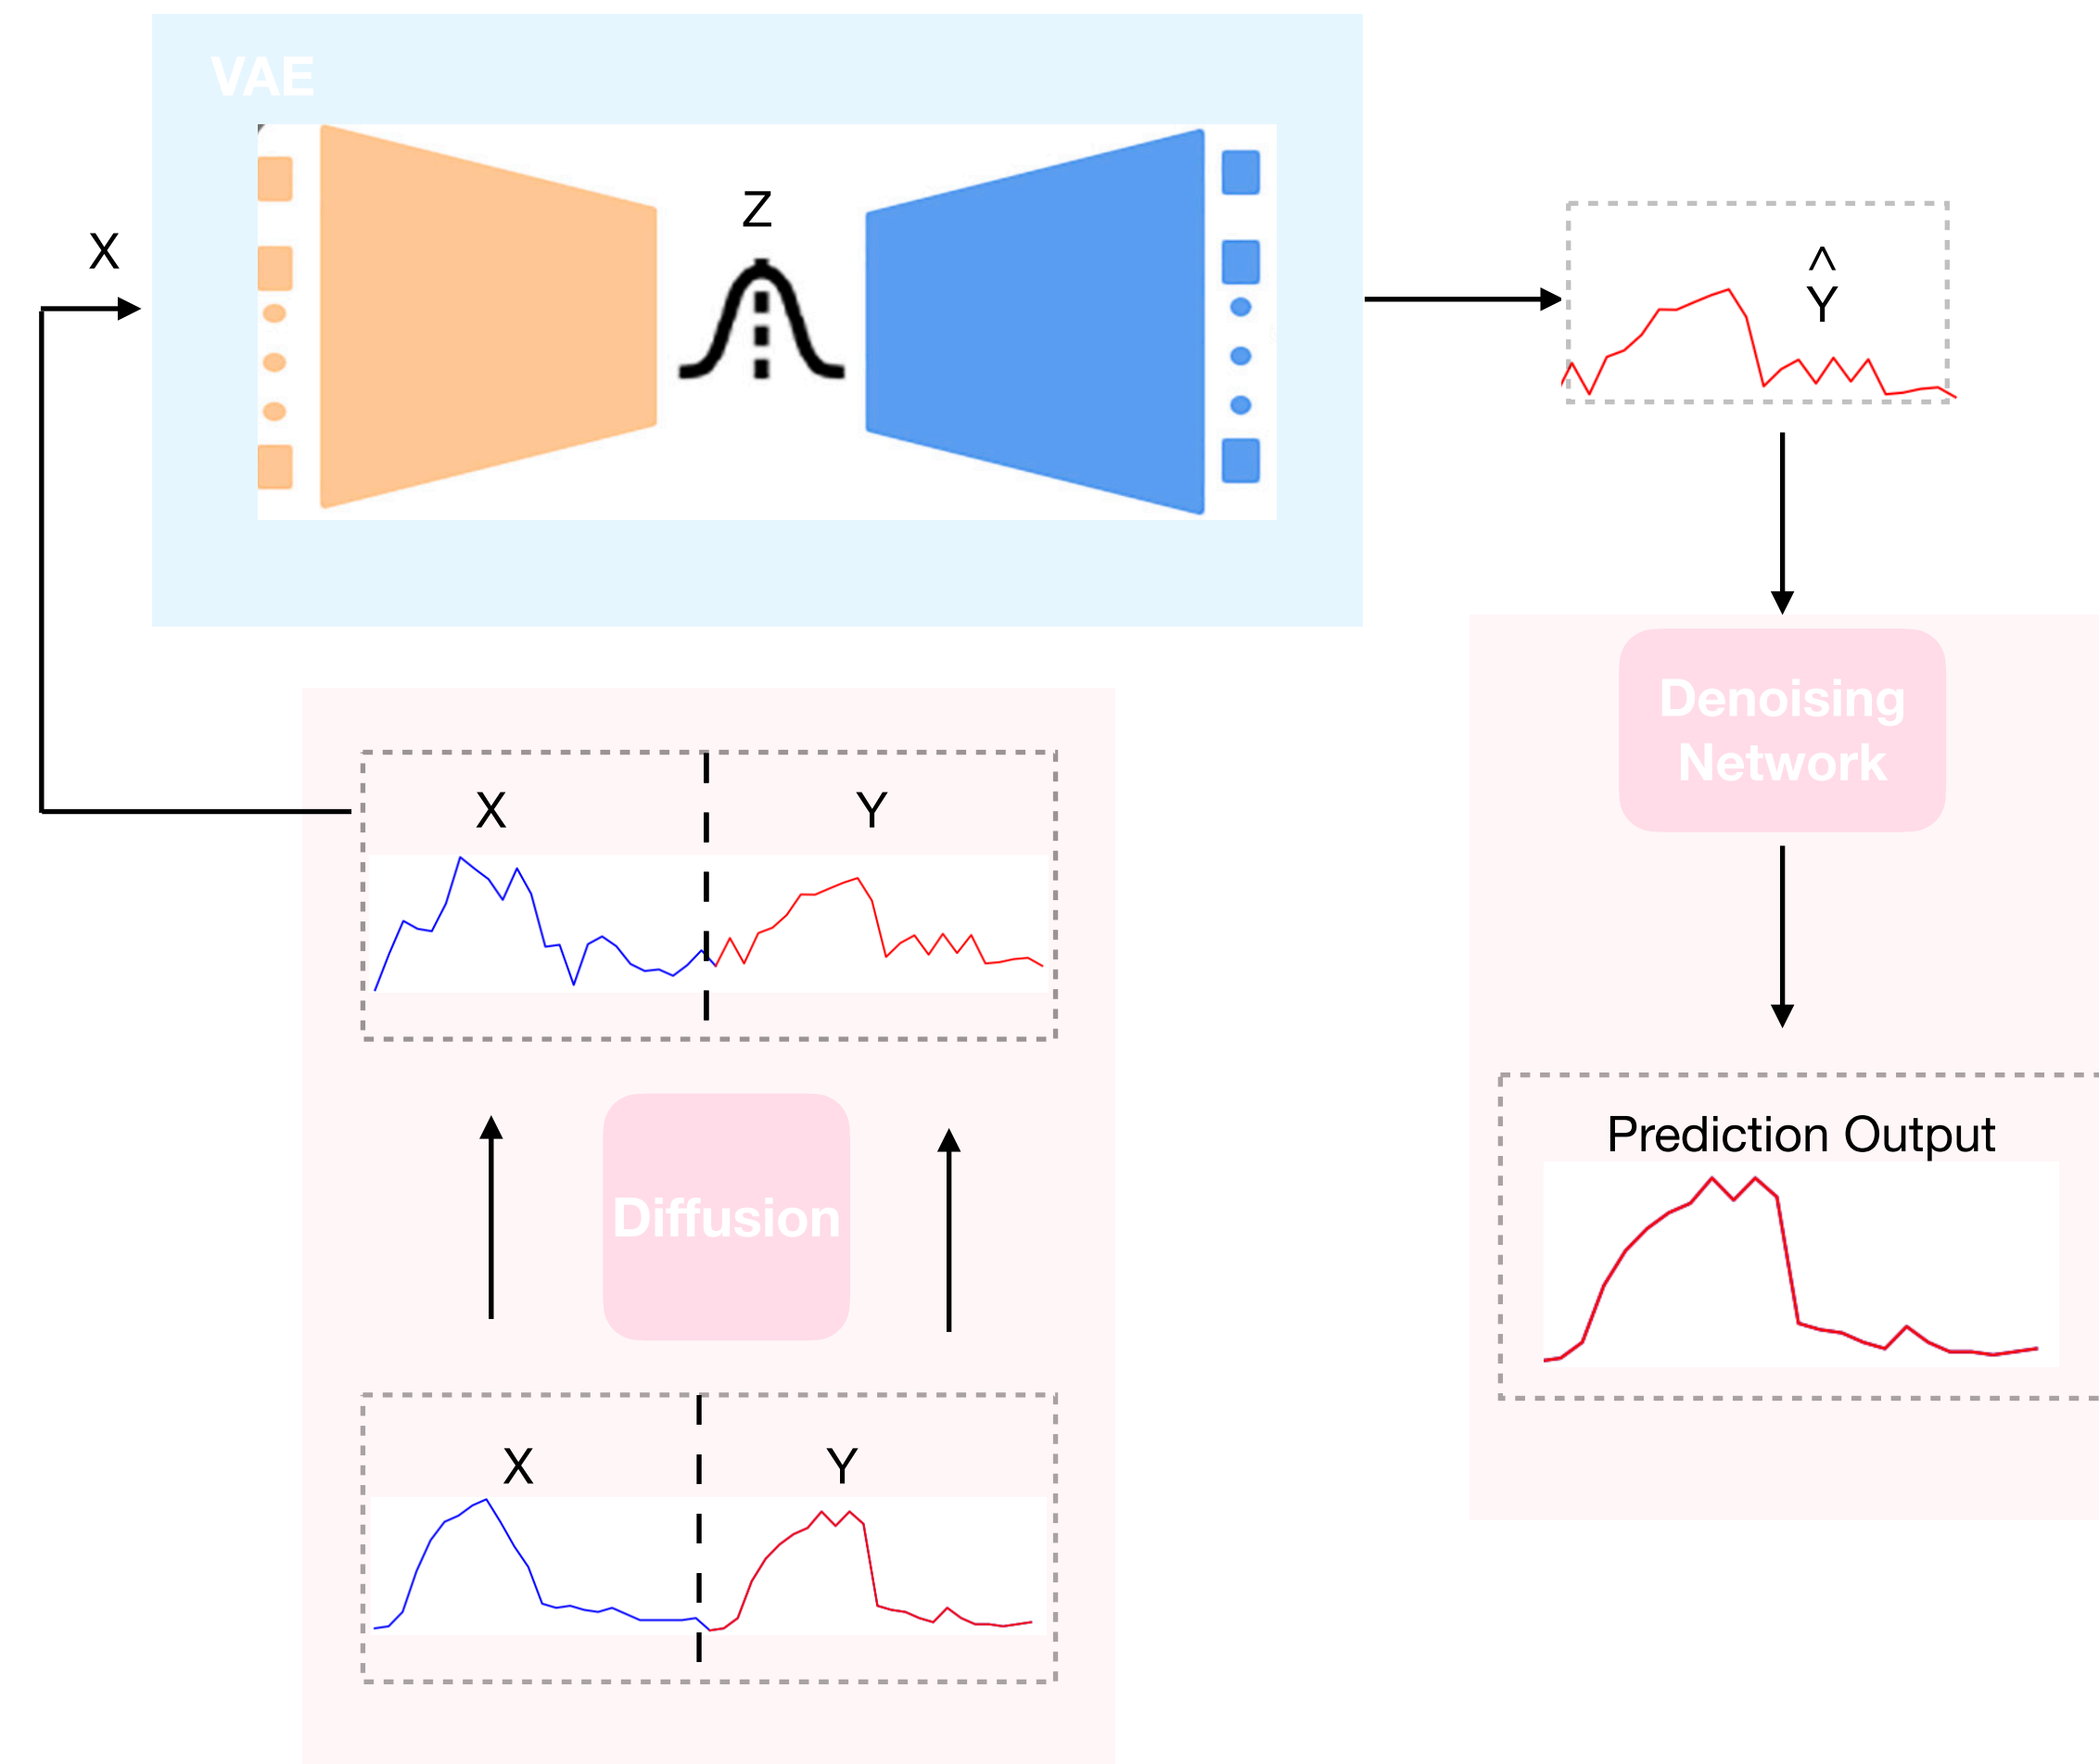 VAE
Z
X
^
Y
Denoising
Network
X
Y
Prediction Output
Diffusion
X
Y